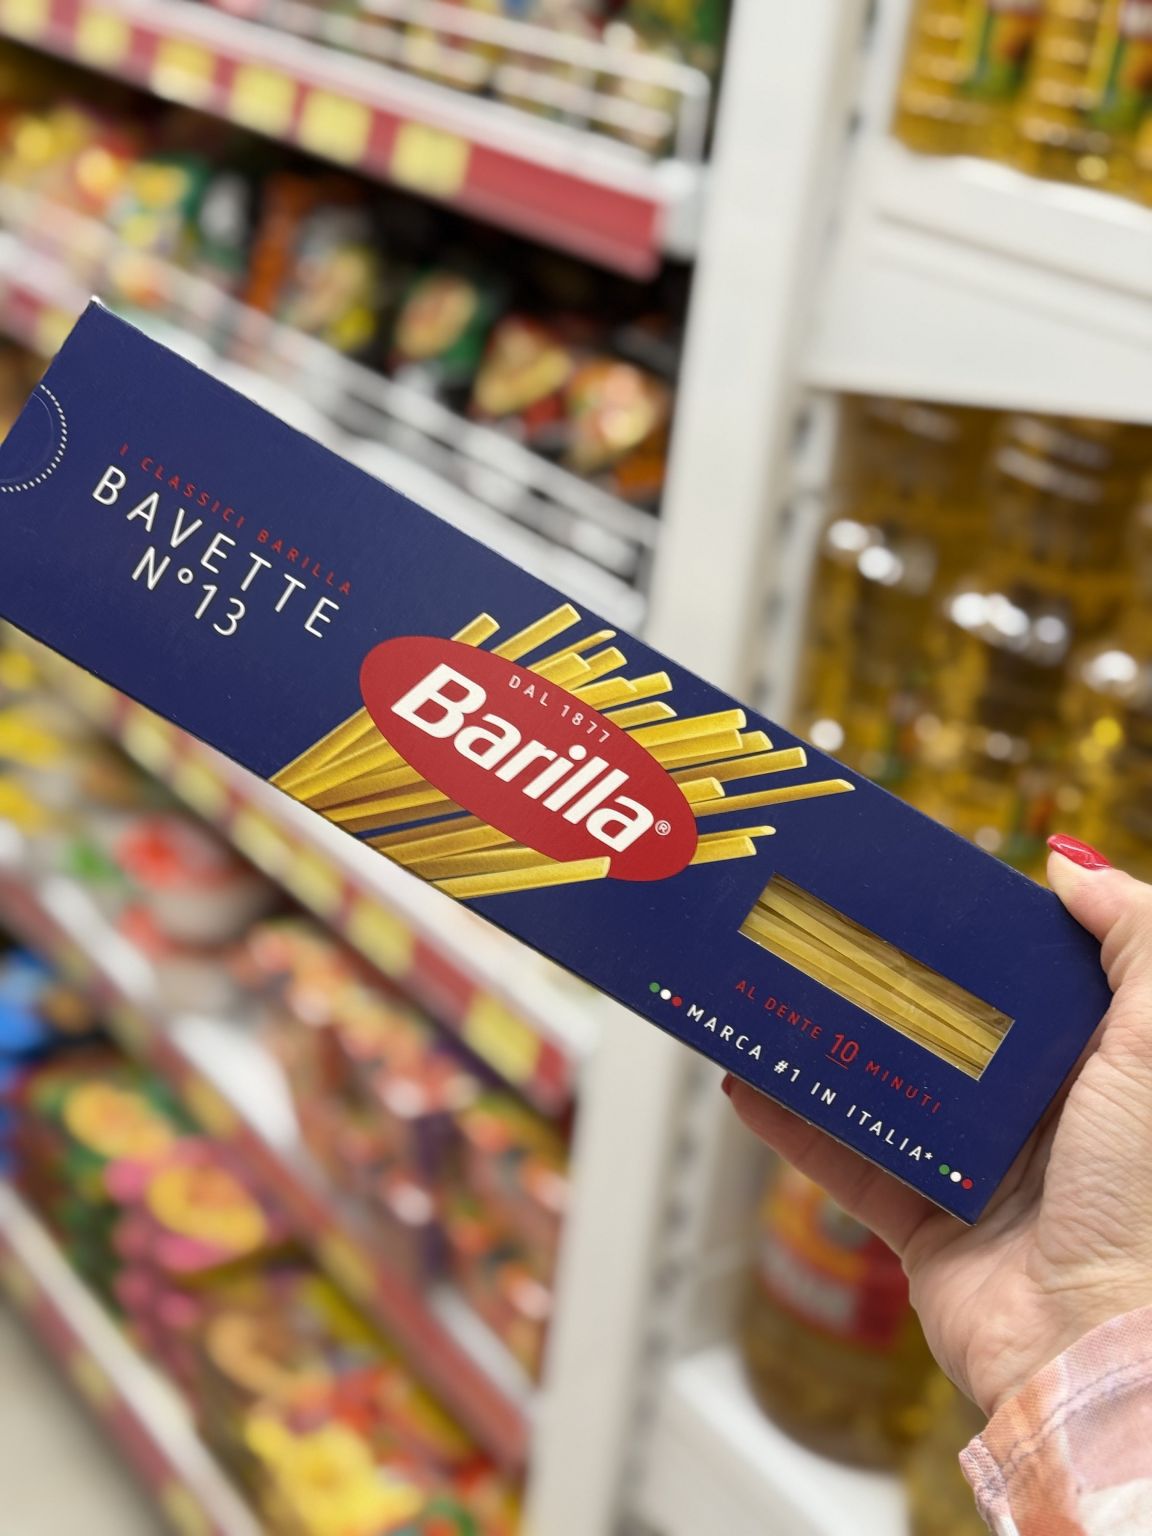 I CLASSICI BARILLA
BAVETTE
N°13
DAL 1877
Barilla®
AL DENTE 10 MINUTI
MARCA #1 IN ITALIA*